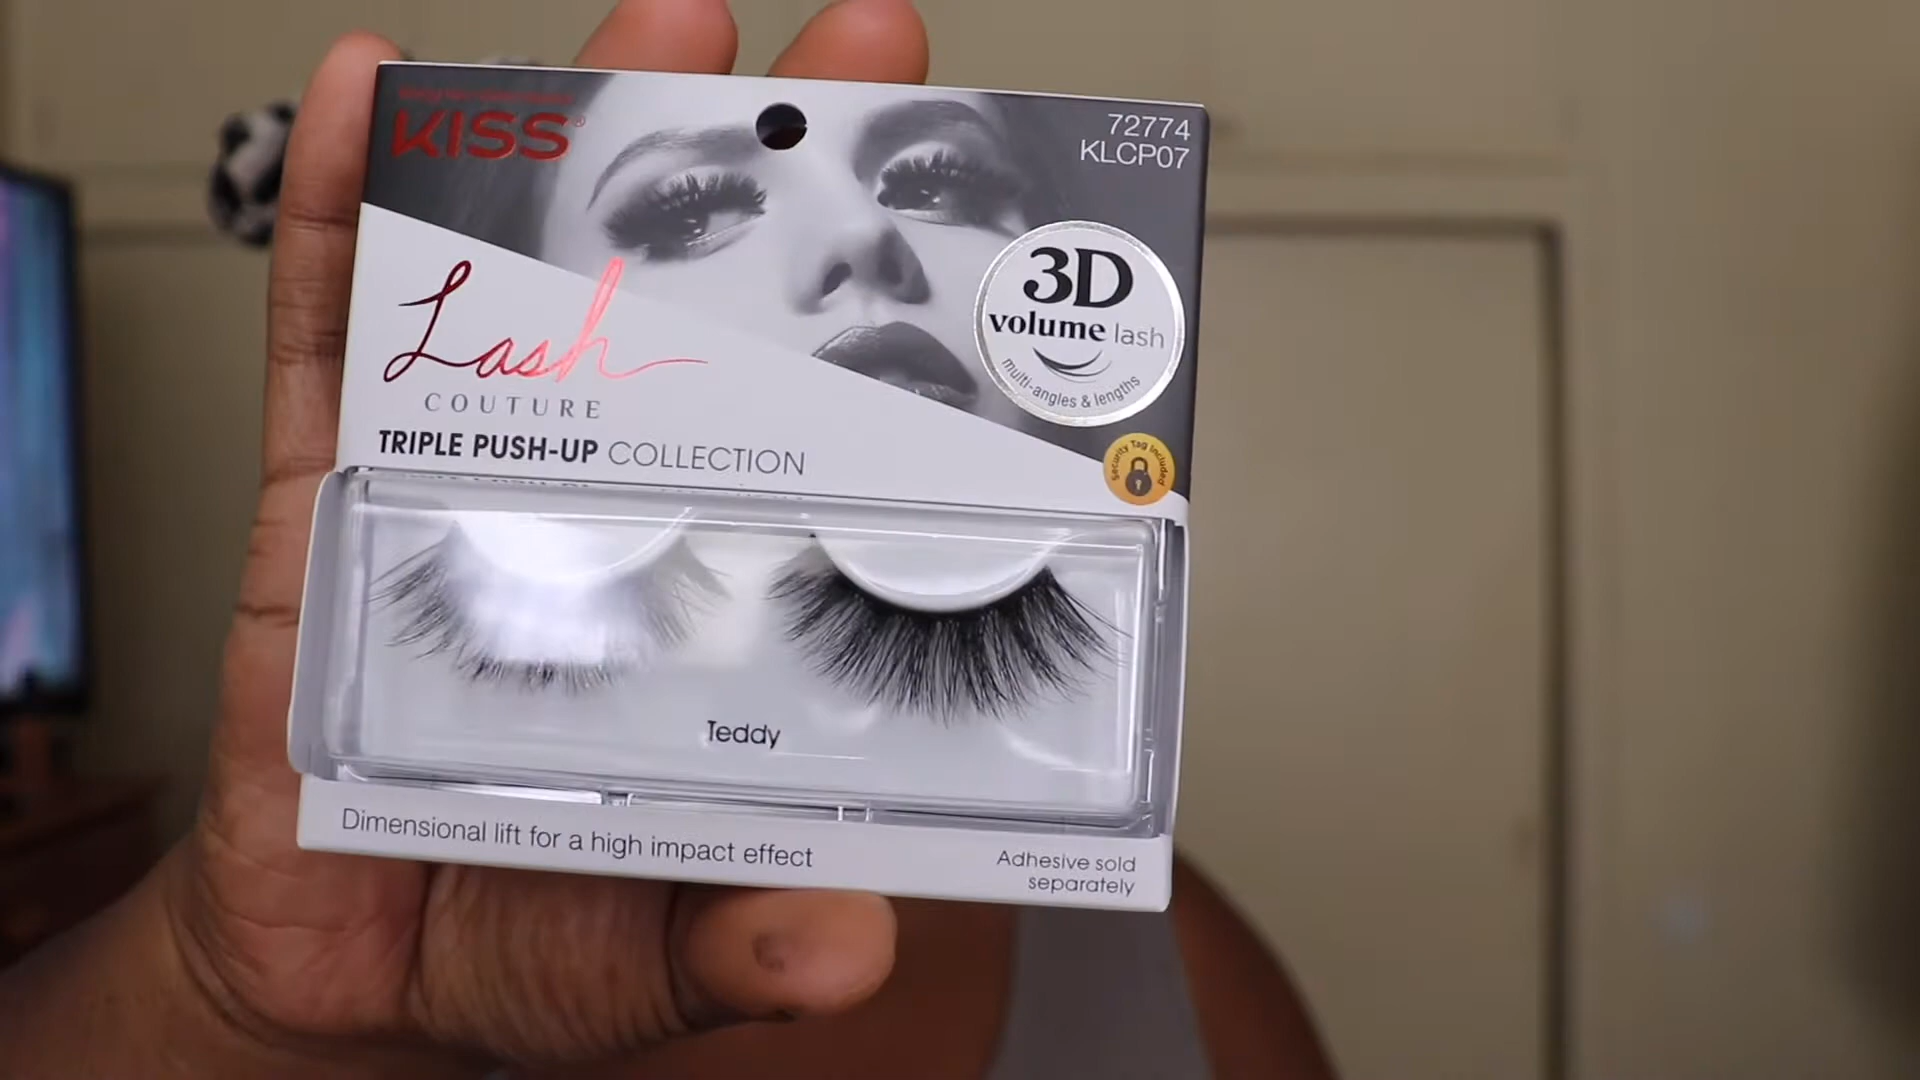 KISS®
72774
KLCP07
3D
volume lash
multi-angles & lengths
Lash
COUTURE
TRIPLE PUSH-UP COLLECTION
Security Tag Included
Teddy
Dimensional lift for a high impact effect
Adhesive sold
separately